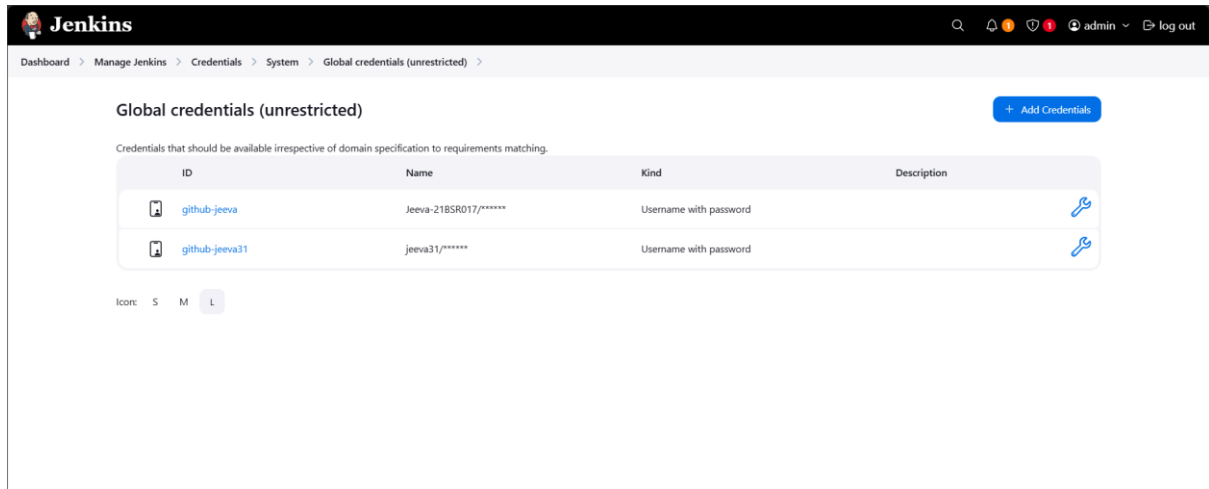 Jenkins 1 1 admin log out
Dashboard > Manage Jenkins > Credentials > System > Global credentials (unrestricted) >
Global credentials (unrestricted) + Add Credentials
Credentials that should be available irrespective of domain specification to requirements matching.
ID Name Kind Description
github-jeeva Jeeva-21BSR017/****** Username with password
github-jeeva31 jeeva31/****** Username with password
Icon: S M L